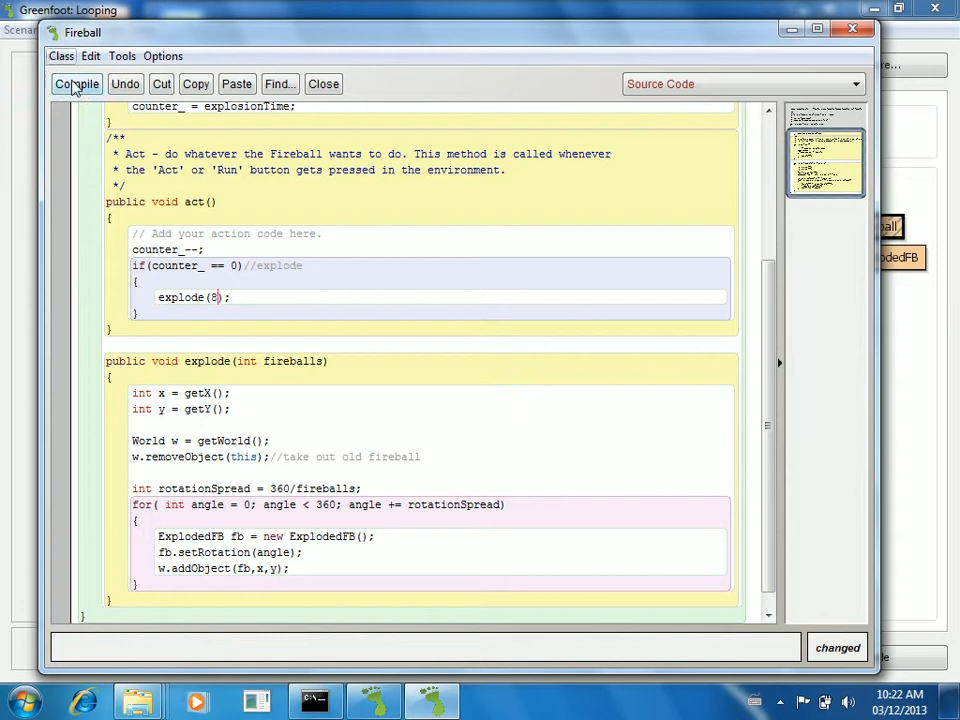 Greenfoot: Looping
Fireball
Class Edit Tools Options
Compile Undo Cut Copy Paste Find... Close Source Code
counter_ = explosionTime;
}
/**
* Act - do whatever the Fireball wants to do. This method is called whenever
* the 'Act' or 'Run' button gets pressed in the environment.
*/
public void act()
{
// Add your action code here.
counter_--;
if(counter_ == 0)//explode
{
explode(8);
}
}
public void explode(int fireballs)
{
int x = getX();
int y = getY();
World w = getWorld();
w.removeObject(this);//take out old fireball
int rotationSpread = 360/fireballs;
for( int angle = 0; angle < 360; angle += rotationSpread)
{
ExplodedFB fb = new ExplodedFB();
fb.setRotation(angle);
w.addObject(fb,x,y);
}
}
}
changed
10:22 AM
03/12/2013